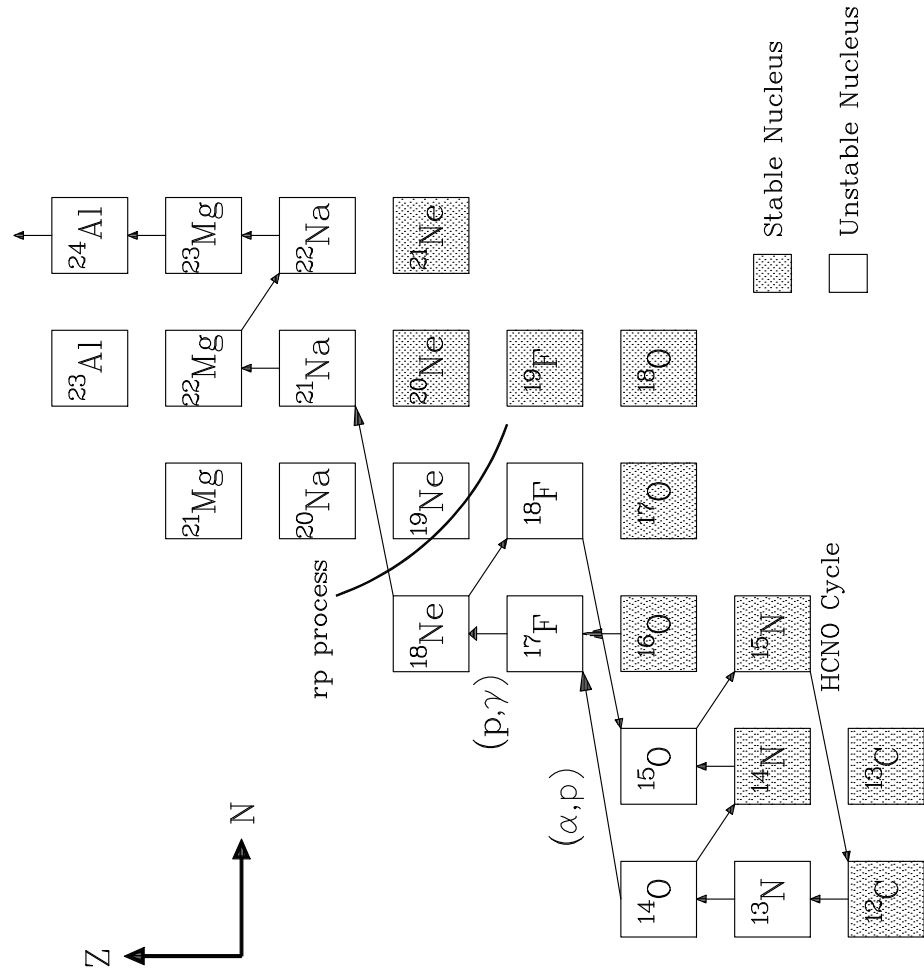 Z
N
24Al
23Al
23Mg
22Mg
21Mg
22Na
21Na
20Na
21Ne
20Ne
19Ne
18Ne
19F
18F
17F
18O
17O
16O
15O
14O
15N
14N
13N
13C
12C
rp process
(p,γ)
(α,p)
HCNO Cycle
Stable Nucleus
Unstable Nucleus